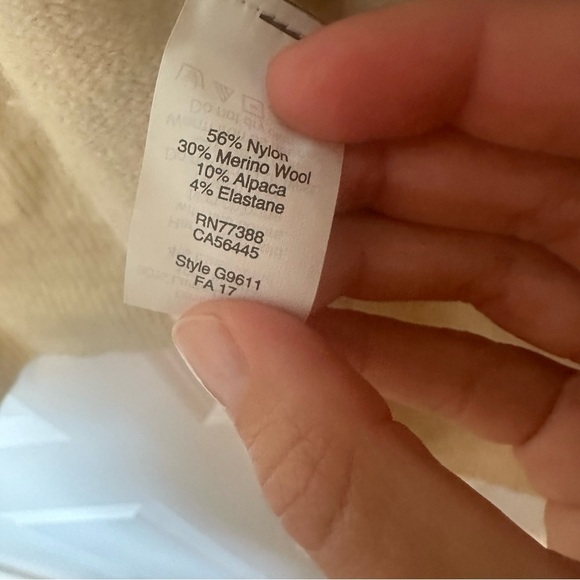 56% Nylon
30% Merino Wool
10% Alpaca
4% Elastane
RN77388
CA56445
Style G9611
FA 17